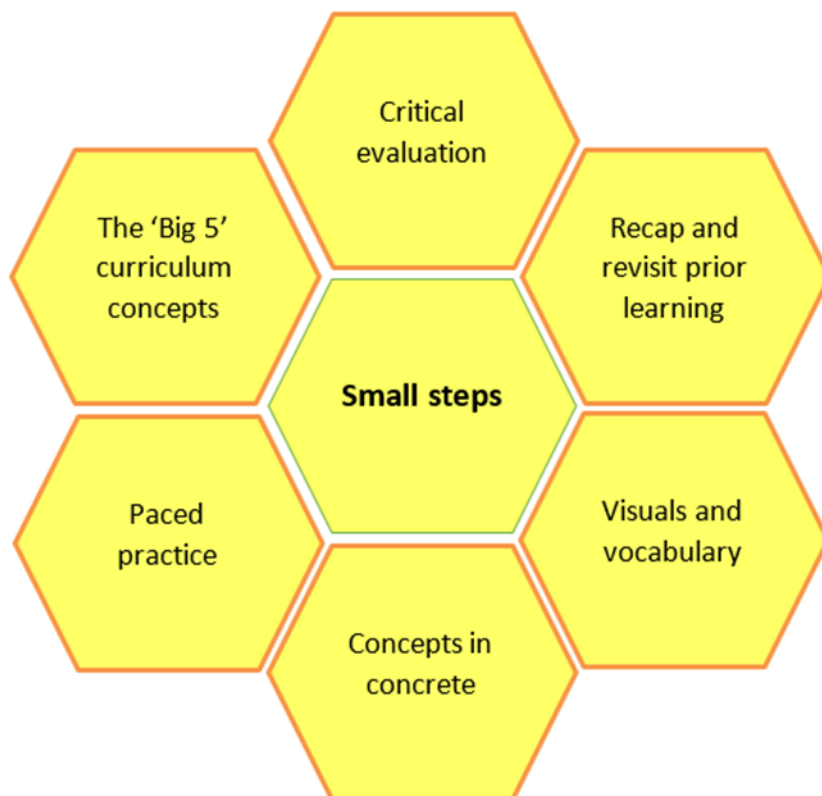 Critical
evaluation
The ‘Big 5’
curriculum
concepts
Recap and
revisit prior
learning
Small steps
Paced
practice
Visuals and
vocabulary
Concepts in
concrete